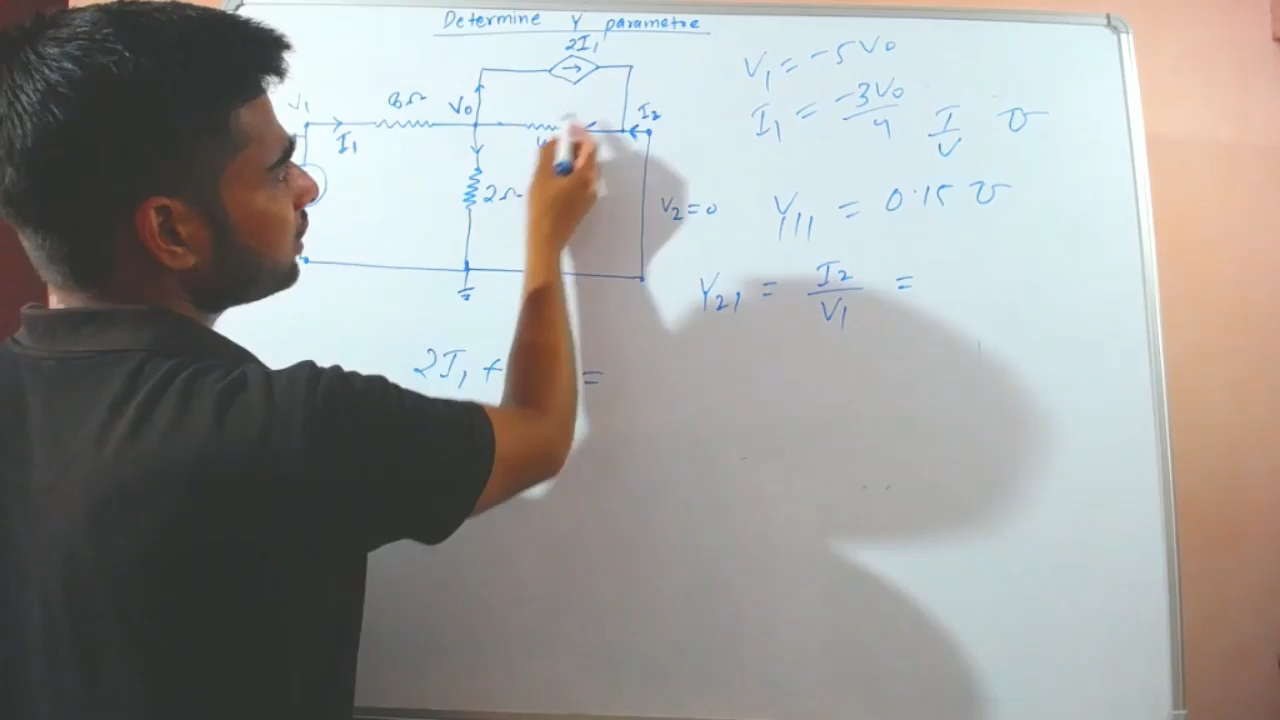 Determine Y parametre
2I₁
V₁
8Ω
V₀
I₂
I₁
2Ω
V₂ = 0
2I₁ +
=
V₁ = -5V₀
I₁ = -3V₀/4
I/V ℧
Y₁₁ = 0.15 ℧
Y₂₁ = I₂/V₁ =